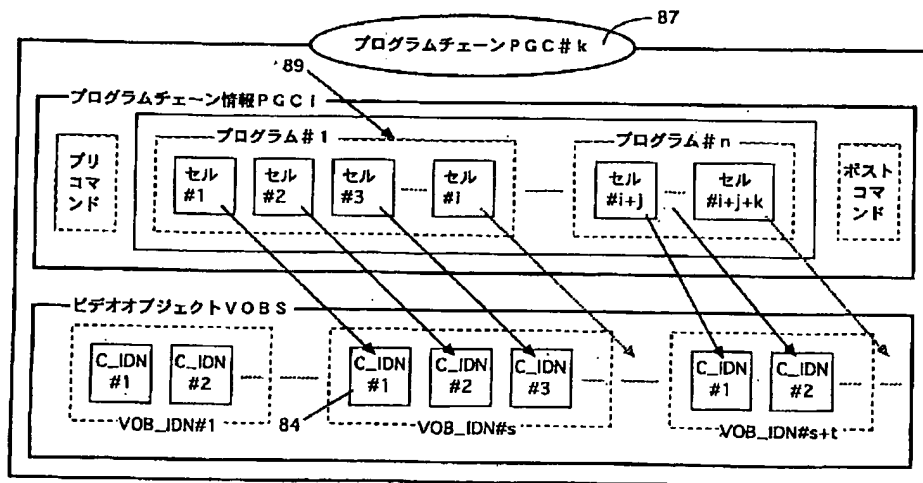 プログラムチェーンPGC#k
87
89
プログラムチェーン情報PGCI
プリ
コマ
ンド
プログラム#1
セル
#1
セル
#2
セル
#3
セル
#i
プログラム#n
セル
#i+j
セル
#i+j+k
ポスト
コマ
ンド
ビデオオブジェクトVOBS
C_IDN
#1
C_IDN
#2
VOB_IDN#1
84
C_IDN
#1
C_IDN
#2
C_IDN
#3
VOB_IDN#s
C_IDN
#1
C_IDN
#2
VOB_IDN#s+t